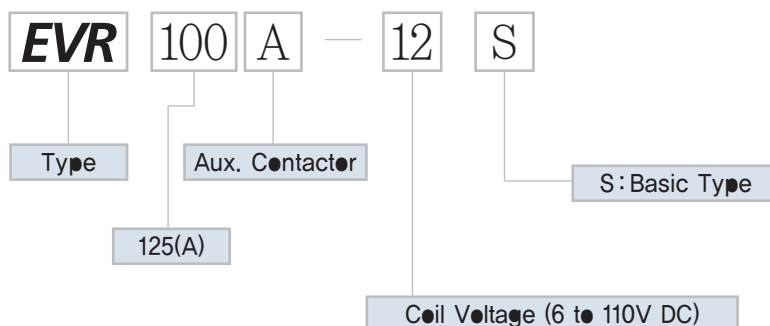 EVR 100 A — 12 S
Type
Aux. Contactor
S : Basic Type
125(A)
Coil Voltage (6 to 110V DC)